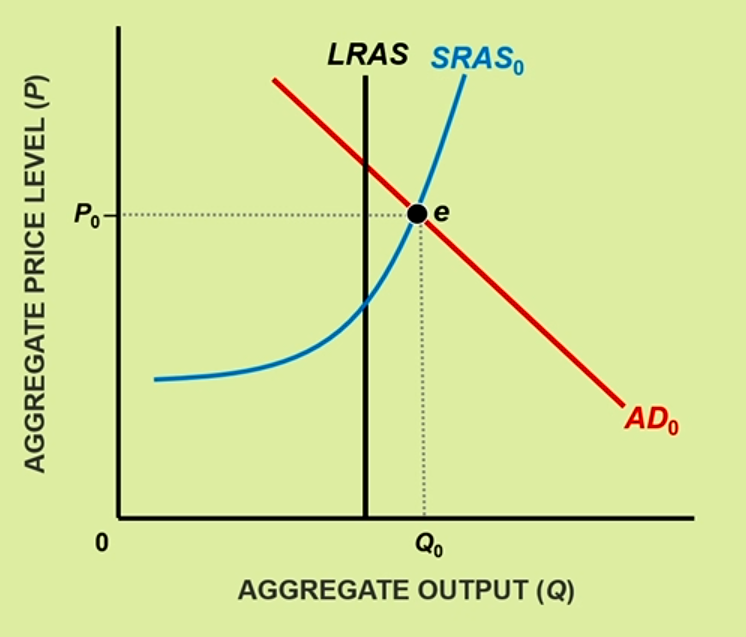 LRAS
SRAS₀
AGGREGATE PRICE LEVEL (P)
P₀
e
AD₀
0
Q₀
AGGREGATE OUTPUT (Q)